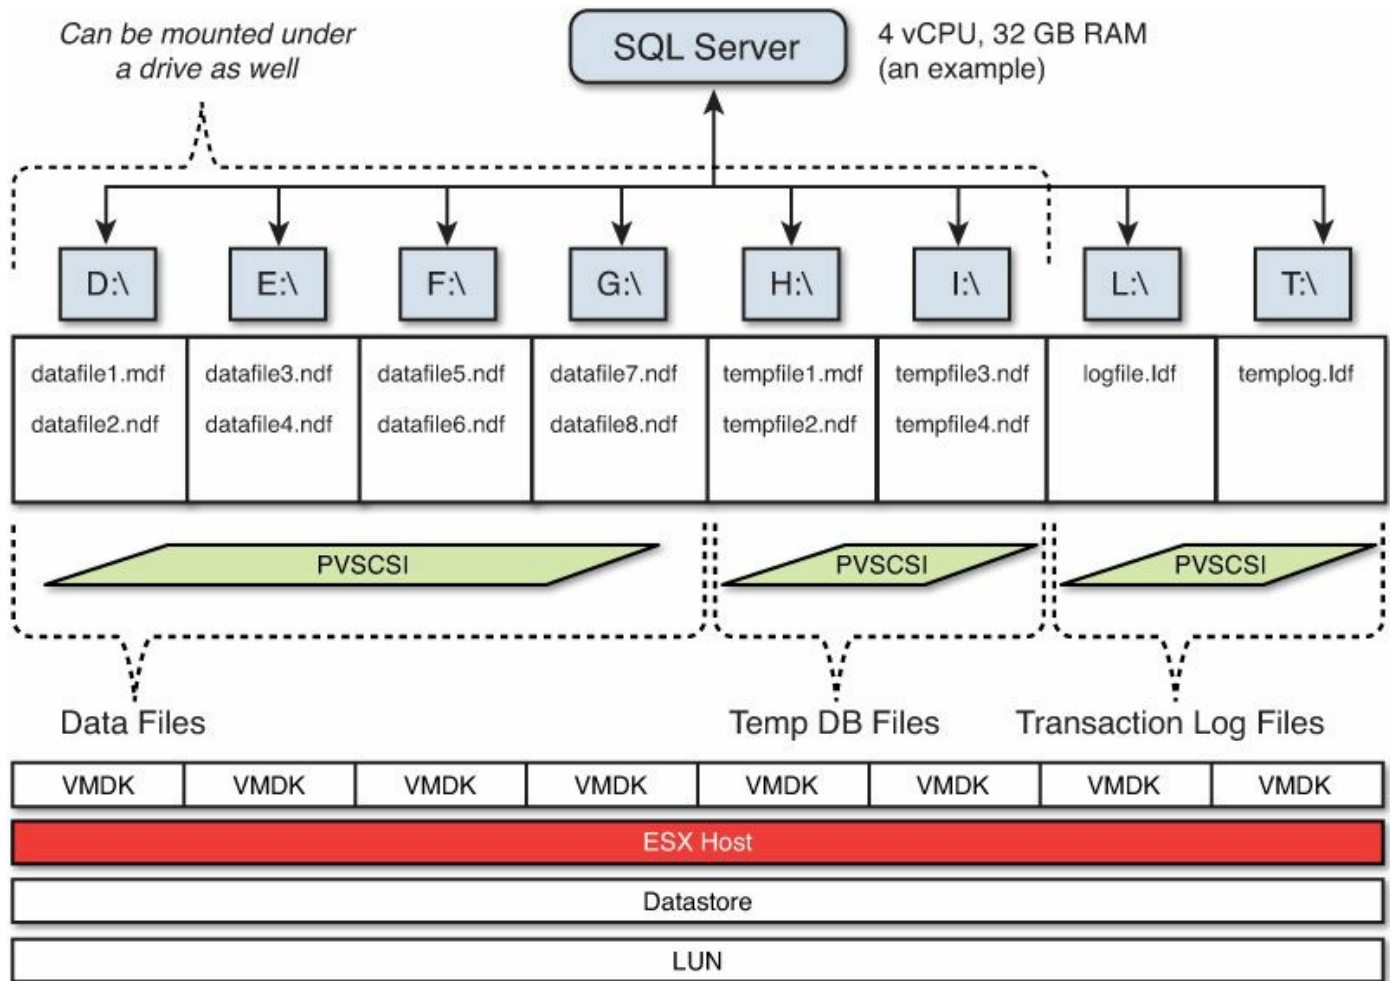 Can be mounted under
a drive as well
SQL Server
4 vCPU, 32 GB RAM
(an example)
D:\
E:\
F:\
G:\
H:\
I:\
L:\
T:\
datafile1.mdf
datafile2.ndf
datafile3.ndf
datafile4.ndf
datafile5.ndf
datafile6.ndf
datafile7.ndf
datafile8.ndf
tempfile1.mdf
tempfile2.ndf
tempfile3.ndf
tempfile4.ndf
logfile.ldf
templog.ldf
PVSCSI
PVSCSI
PVSCSI
Data Files
Temp DB Files
Transaction Log Files
VMDK
VMDK
VMDK
VMDK
VMDK
VMDK
VMDK
VMDK
ESX Host
Datastore
LUN